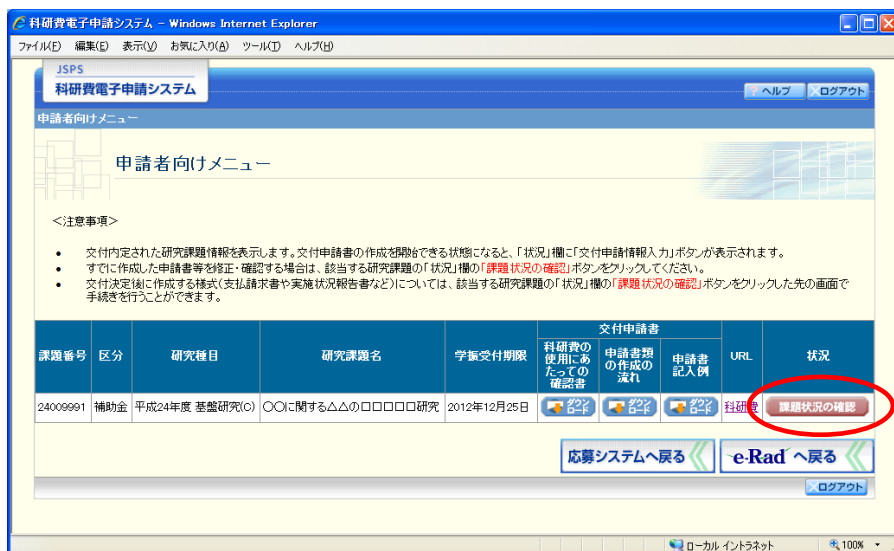 科研費電子申請システム - Windows Internet Explorer
ファイル(F) 編集(E) 表示(V) お気に入り(A) ツール(T) ヘルプ(H)
JSPS
科研費電子申請システム
? ヘルプ
×ログアウト
申請者向けメニュー
申請者向けメニュー
<注意事項>
• 交付内定された研究課題情報を表示します。交付申請書の作成を開始できる状態になると、「状況」欄に「交付申請情報入力」ボタンが表示されます。
• すでに作成した申請書等を修正・確認する場合は、該当する研究課題の「状況」欄の「課題状況の確認」ボタンをクリックしてください。
• 交付決定後に作成する様式(支払請求書や実施状況報告書など)については、該当する研究課題の「状況」欄の「課題状況の確認」ボタンをクリックした先の画面で
手続きを行うことができます。
課題番号 区分 研究種目 研究課題名 学振受付期限 交付申請書 URL 状況
科研費の
使用にあ
たっての
確認書
申請書類
の作成の
流れ
申請書
記入例
24009991 補助金 平成24年度 基盤研究(C) 〇〇に関する△△の□□□□□研究 2012年12月25日 ダウンロード ダウンロード ダウンロード 科研費 課題状況の確認
応募システムへ戻る
e-Rad へ戻る
×ログアウト
ローカル イントラネット
100%